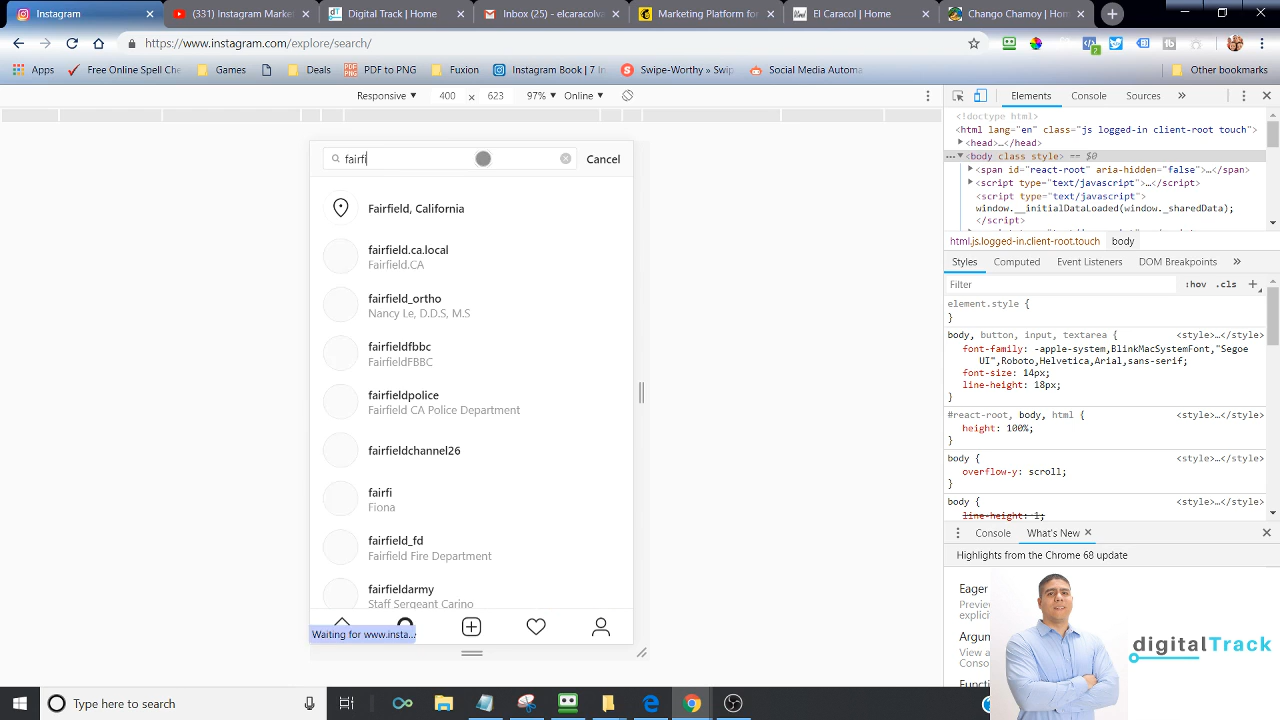 Instagram
(331) Instagram Market
Digital Track | Home
Inbox (25) - elcaracolv
Marketing Platform for
El Caracol | Home
Chango Chamoy | Hom
https://www.instagram.com/explore/search/
2
Apps
Free Online Spell Che
Games
Deals
PDF to PNG
Fuxion
Instagram Book | 7 In
Swipe-Worthy » Swip
Social Media Automa
Other bookmarks
Responsive ▼ 400 x 623 97% ▼ Online ▼
Elements Console Sources »
fairfi
Cancel
Fairfield, California
fairfield.ca.local
Fairfield.CA
fairfield_ortho
Nancy Le, D.D.S, M.S
fairfieldfbbc
FairfieldFBBC
fairfieldpolice
Fairfield CA Police Department
fairfieldchannel26
fairfi
Fiona
fairfield_fd
Fairfield Fire Department
fairfieldarmy
Staff Sergeant Carino
Waiting for www.insta...
<!doctype html>
<html lang="en" class="js logged-in client-root touch">
▶<head>…</head>
…▼<body class style> == $0
▶<span id="react-root" aria-hidden="false">…</span>
▶<script type="text/javascript">…</script>
<script type="text/javascript">
window.__initialDataLoaded(window._sharedData);
</script>
html.js.logged-in.client-root.touch body
Styles Computed Event Listeners DOM Breakpoints »
Filter
:hov .cls +
element.style {
}
body, button, input, textarea { <style>…</style>
font-family: -apple-system,BlinkMacSystemFont,"Segoe
UI",Roboto,Helvetica,Arial,sans-serif;
font-size: 14px;
line-height: 18px;
}
#react-root, body, html { <style>…</style>
height: 100%;
}
body { <style>…</style>
overflow-y: scroll;
}
body { <style>…</style>
line-height: 1;
Console What's New ×
Highlights from the Chrome 68 update
Eager
explici
View a
Conso
digitalTrack
Type here to search